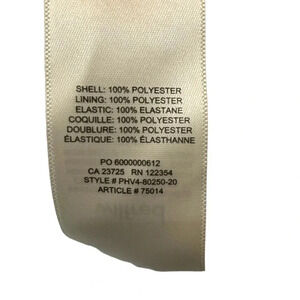 SHELL: 100% POLYESTER
LINING: 100% POLYESTER
ELASTIC: 100% ELASTANE
COQUILLE: 100% POLYESTER
DOUBLURE: 100% POLYESTER
ÉLASTIQUE: 100% ÉLASTHANNE
PO 6000000612
CA 23725 RN 122354
STYLE # PHV4-80250-20
ARTICLE # 75014